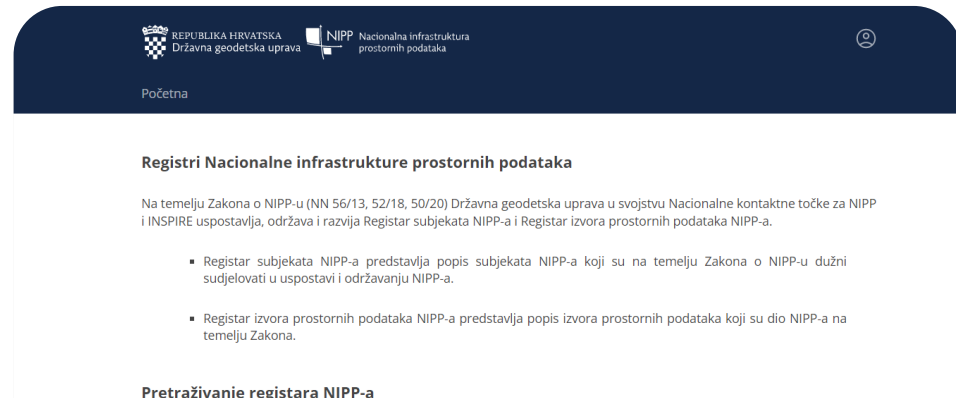 REPUBLIKA HRVATSKA
Državna geodetska uprava
NIPP
Nacionalna infrastruktura
prostornih podataka
Početna
Registri Nacionalne infrastrukture prostornih podataka
Na temelju Zakona o NIPP-u (NN 56/13, 52/18, 50/20) Državna geodetska uprava u svojstvu Nacionalne kontaktne točke za NIPP
i INSPIRE uspostavlja, održava i razvija Registar subjekata NIPP-a i Registar izvora prostornih podataka NIPP-a.
▪ Registar subjekata NIPP-a predstavlja popis subjekata NIPP-a koji su na temelju Zakona o NIPP-u dužni
sudjelovati u uspostavi i održavanju NIPP-a.
▪ Registar izvora prostornih podataka NIPP-a predstavlja popis izvora prostornih podataka koji su dio NIPP-a na
temelju Zakona.
Pretraživanje registara NIPP-a